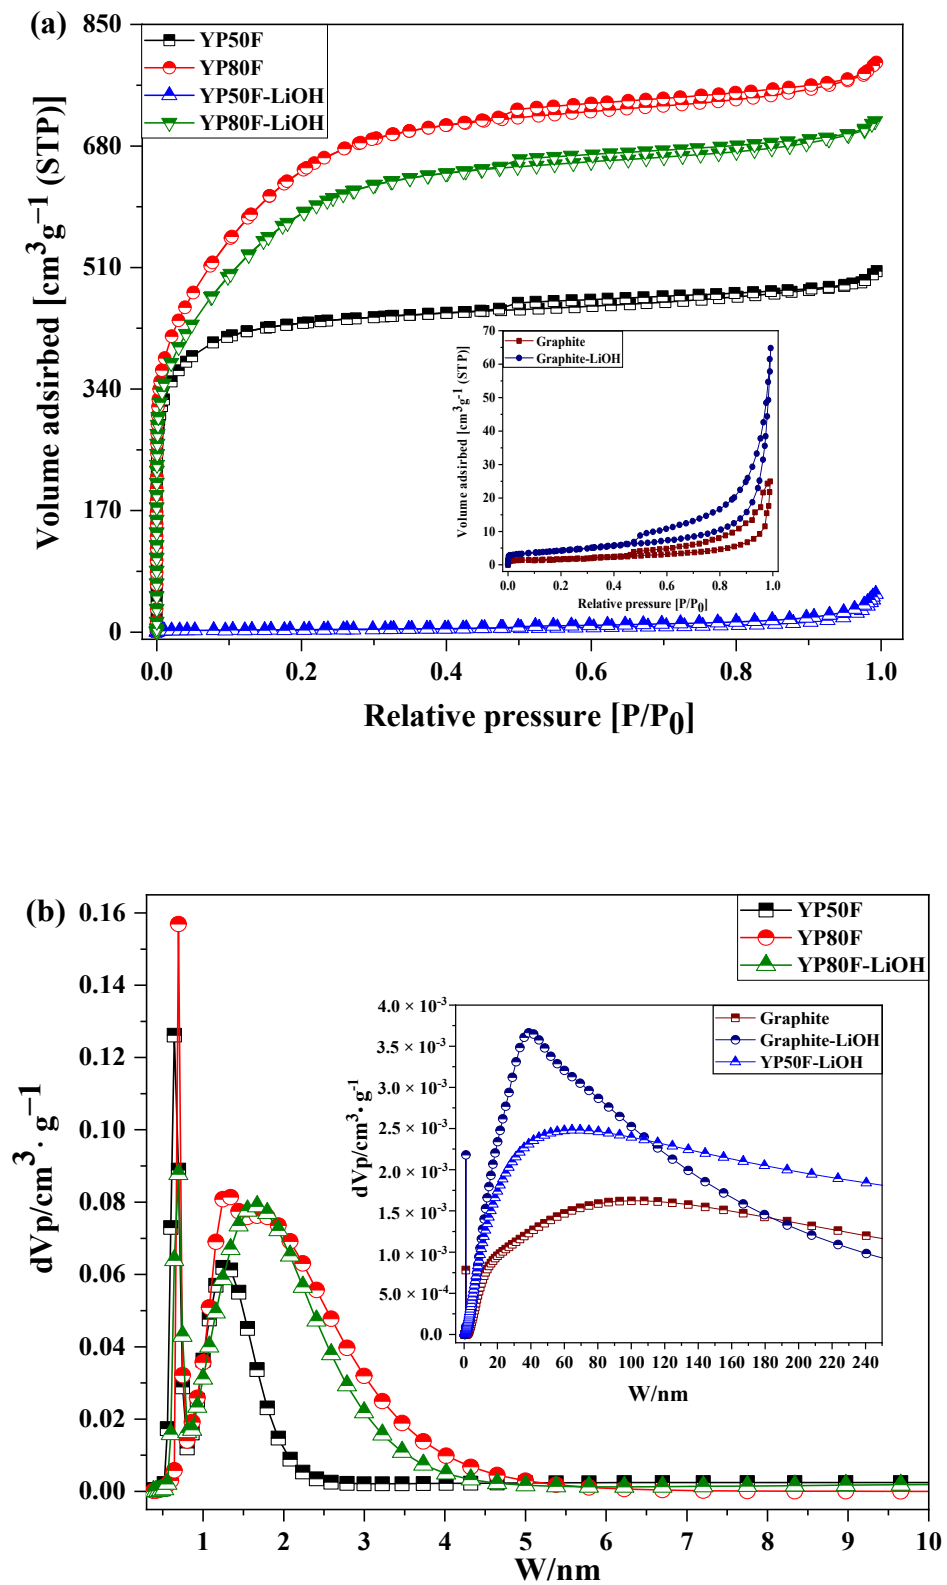 (a)
850
YP50F
YP80F
YP50F-LiOH
YP80F-LiOH
680
510
340
170
0
Volume adsirbed [cm³g⁻¹ (STP)]
0.0 0.2 0.4 0.6 0.8 1.0
Relative pressure [P/P₀]
70
60
50
40
30
20
10
0
Graphite
Graphite-LiOH
Volume adsirbed [cm³g⁻¹ (STP)]
0.0 0.2 0.4 0.6 0.8 1.0
Relative pressure [P/P₀]
(b)
0.16
0.14
0.12
0.10
0.08
0.06
0.04
0.02
0.00
YP50F
YP80F
YP80F-LiOH
dVp/cm³· g−1
1 2 3 4 5 6 7 8 9 10
W/nm
4.0 × 10⁻³
3.5 × 10⁻³
3.0 × 10⁻³
2.5 × 10⁻³
2.0 × 10⁻³
1.5 × 10⁻³
1.0 × 10⁻³
5.0 × 10⁻⁴
0.0
Graphite
Graphite-LiOH
YP50F-LiOH
dVp/cm³· g⁻¹
0 20 40 60 80 100 120 140 160 180 200 220 240
W/nm